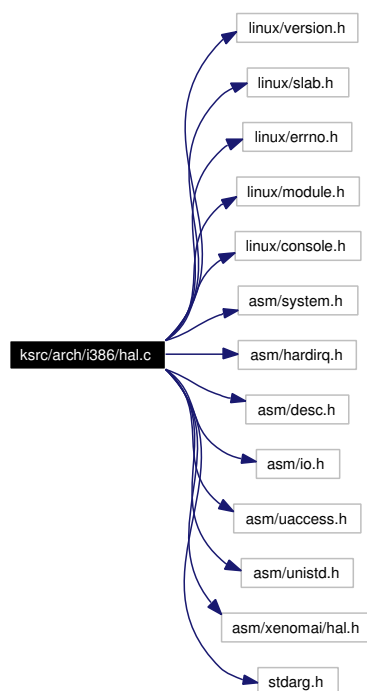 linux/version.h
linux/slab.h
linux/errno.h
linux/module.h
linux/console.h
asm/system.h
ksrc/arch/i386/hal.c
asm/hardirq.h
asm/desc.h
asm/io.h
asm/uaccess.h
asm/unistd.h
asm/xenomai/hal.h
stdarg.h